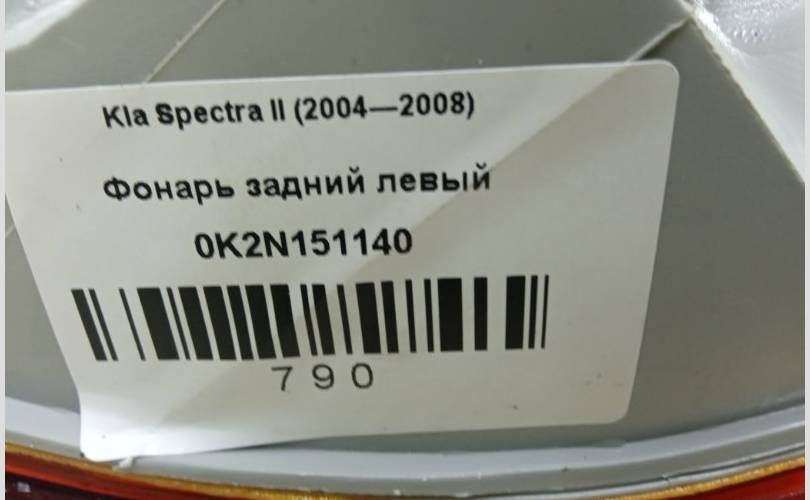 Kia Spectra II (2004—2008)
Фонарь задний левый
0K2N151140
790